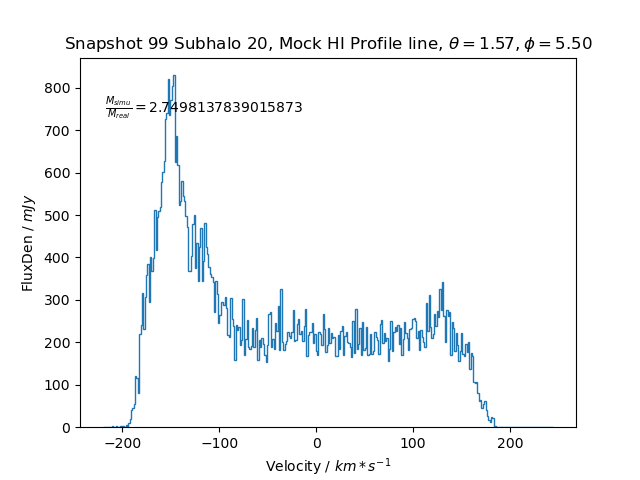 Snapshot 99 Subhalo 20, Mock HI Profile line, θ = 1.57, ϕ = 5.50
M_simu/M_real = 2.7498137839015873
FluxDen / mJy
800
700
600
500
400
300
200
100
0
−200 −100 0 100 200
Velocity / km * s^−1